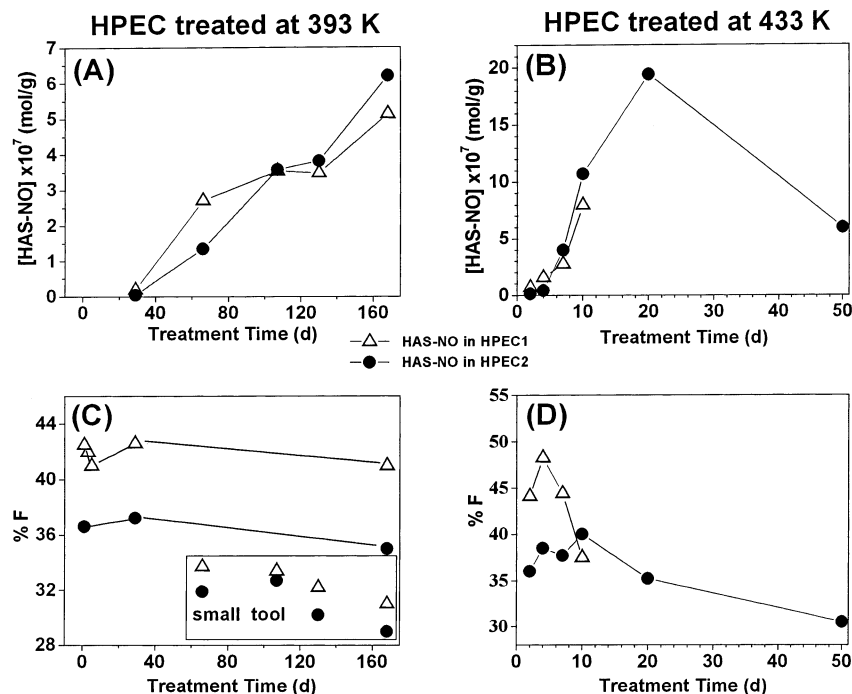 HPEC treated at 393 K
HPEC treated at 433 K
(A)
[HAS-NO] x10⁷ (mol/g)
7
6
5
4
3
2
1
0
0 40 80 120 160
Treatment Time (d)
(B)
[HAS-NO] x10⁷ (mol/g)
20
15
10
5
0
0 10 20 30 40 50
Treatment Time (d)
HAS-NO in HPEC1
HAS-NO in HPEC2
(C)
% F
44
40
36
32
28
small tool
0 40 80 120 160
Treatment Time (d)
(D)
% F
55
50
45
40
35
30
0 10 20 30 40 50
Treatment Time (d)